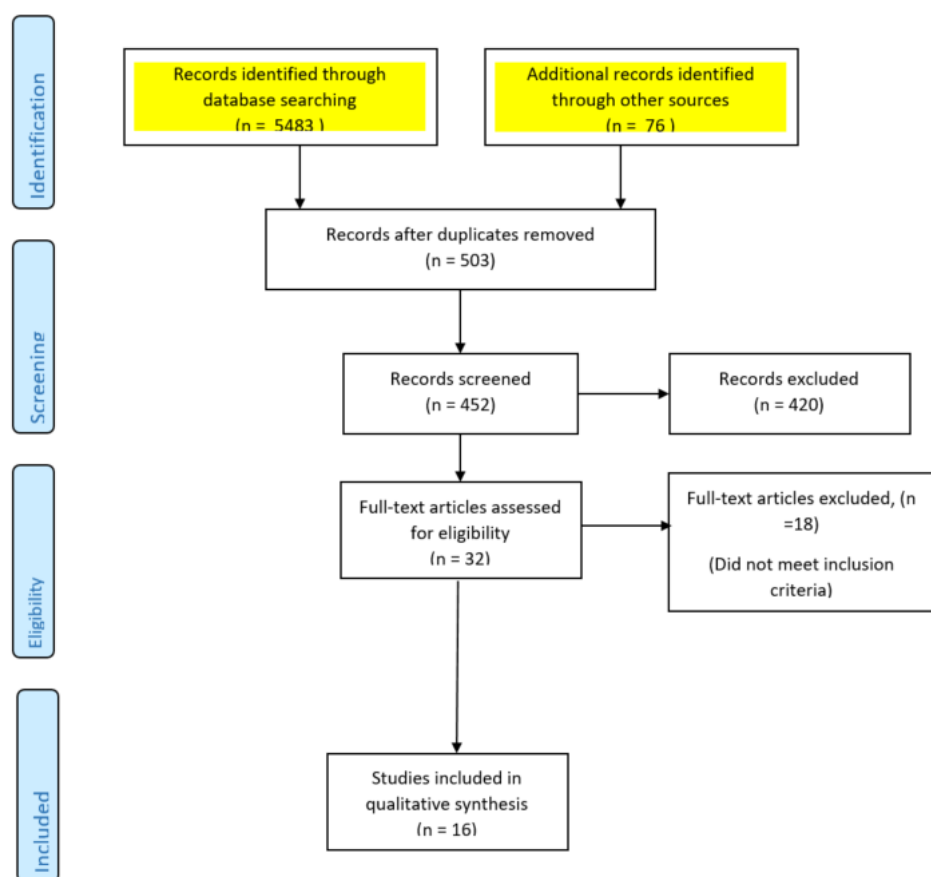 Identification
Records identified through
database searching
(n = 5483 )
Additional records identified
through other sources
(n = 76 )
Records after duplicates removed
(n = 503)
Screening
Records screened
(n = 452)
Records excluded
(n = 420)
Eligibility
Full-text articles assessed
for eligibility
(n = 32)
Full-text articles excluded, (n
=18)
(Did not meet inclusion
criteria)
Included
Studies included in
qualitative synthesis
(n = 16)